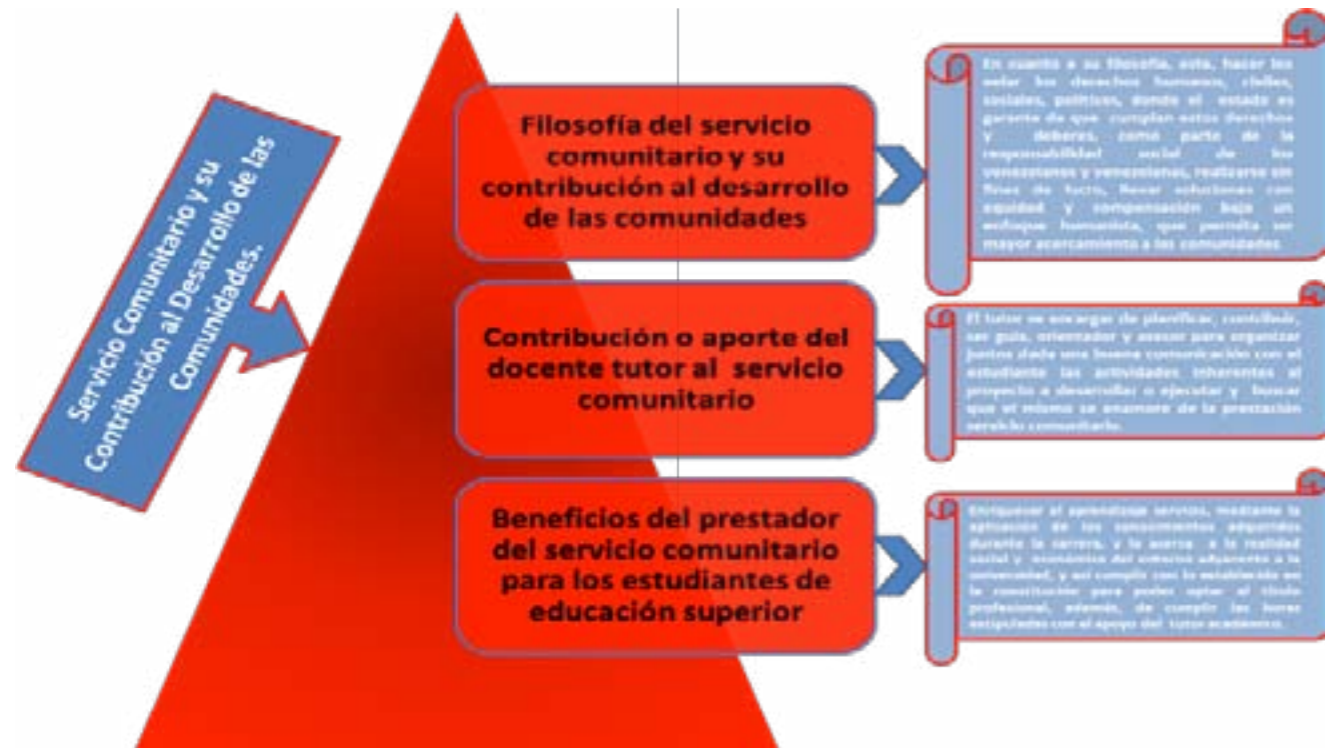 Servicio Comunitario y su
Contribución al Desarrollo de las
Comunidades.
Filosofía del servicio
comunitario y su
contribución al desarrollo
de las comunidades
En cuanto a su filosofía, esta, hacer
valer los derechos humanos, civiles,
sociales, políticos, donde el estado es
garante de que cumplan estos derechos
y deberes, como parte de la
responsabilidad social de los
venezolanos y venezolanas, realizarse sin
fines de lucro, llevar soluciones con
equidad y compensación bajo un
enfoque humanista, que permita un
mayor acercamiento a las comunidades
Contribución o aporte del
docente tutor al servicio
comunitario
El tutor se encargar de planificar, contribuir,
ser guía, orientador y asesor para organizar
juntos dada una buena comunicación con el
estudiante las actividades inherentes al
proyecto a desarrollar o ejecutar y buscar
que el mismo se enamore de la prestación
servicio comunitario.
Beneficios del prestador
del servicio comunitario
para los estudiantes de
educación superior
Enriquecer el aprendizaje servicio, mediante la
aplicación de los conocimientos adquiridos
durante la carrera, y lo acerca a la realidad
social y económica del entorno adyacente a la
universidad, y así cumplir con lo establecido en
la constitución para poder optar al título
profesional, además, de cumplir las horas
estipuladas con el apoyo del tutor académico.